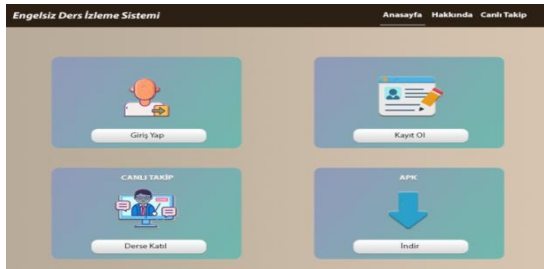 Engelsiz Ders İzleme Sistemi
Anasayfa Hakkında Canlı Takip
Giriş Yap
Kayıt Ol
CANLI TAKİP
Derse Katıl
APK
İndir